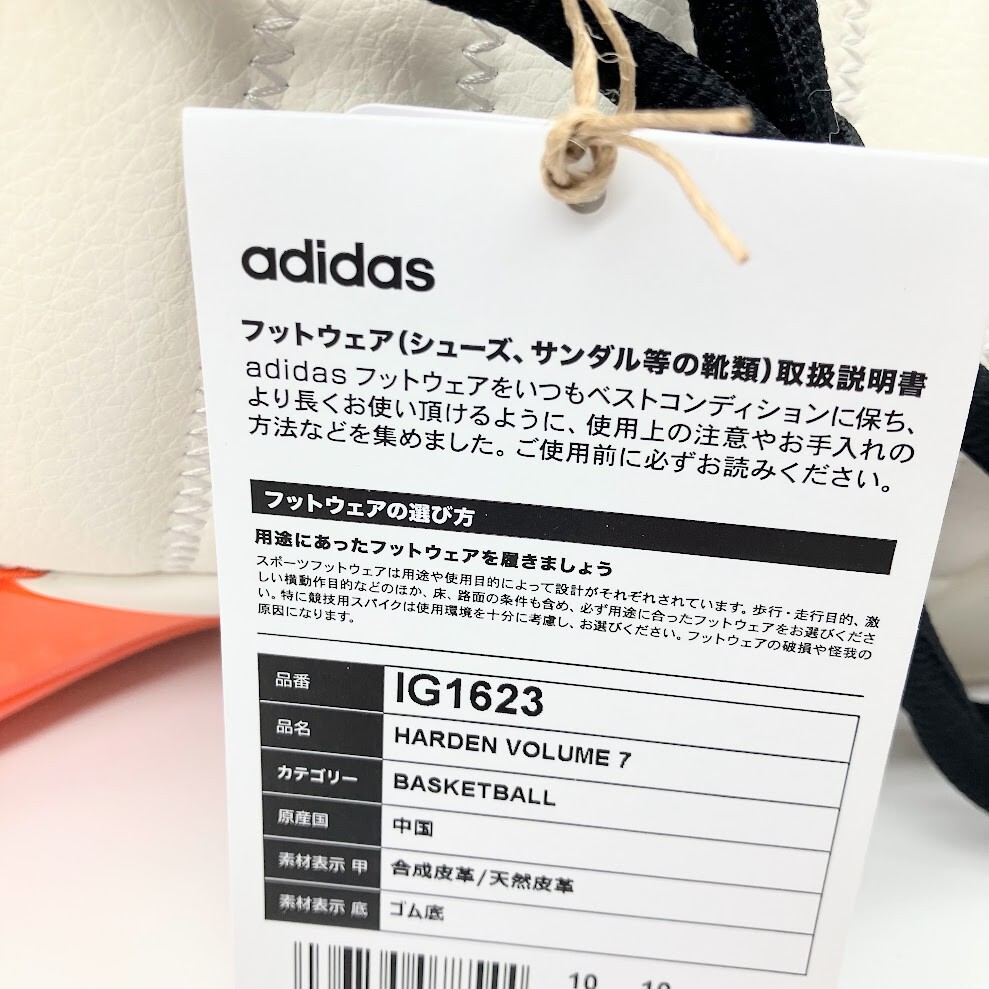 adidas
フットウェア(シューズ、サンダル等の靴類)取扱説明書
adidas フットウェアをいつもベストコンディションに保ち、
より長くお使い頂けるように、使用上の注意やお手入れの
方法などを集めました。ご使用前に必ずお読みください。
フットウェアの選び方
用途にあったフットウェアを履きましょう
スポーツフットウェアは用途や使用目的によって設計がそれぞれされています。歩行・走行目的、激
しい横動作目的などのほか、床、路面の条件も含め、必ず用途に合ったフットウェアをお選びくださ
い。特に競技用スパイクは使用環境を十分に考慮し、お選びください。フットウェアの破損や怪我の
原因になります。
品番 IG1623
品名 HARDEN VOLUME 7
カテゴリー BASKETBALL
原産国 中国
素材表示 甲 合成皮革/天然皮革
素材表示 底 ゴム底